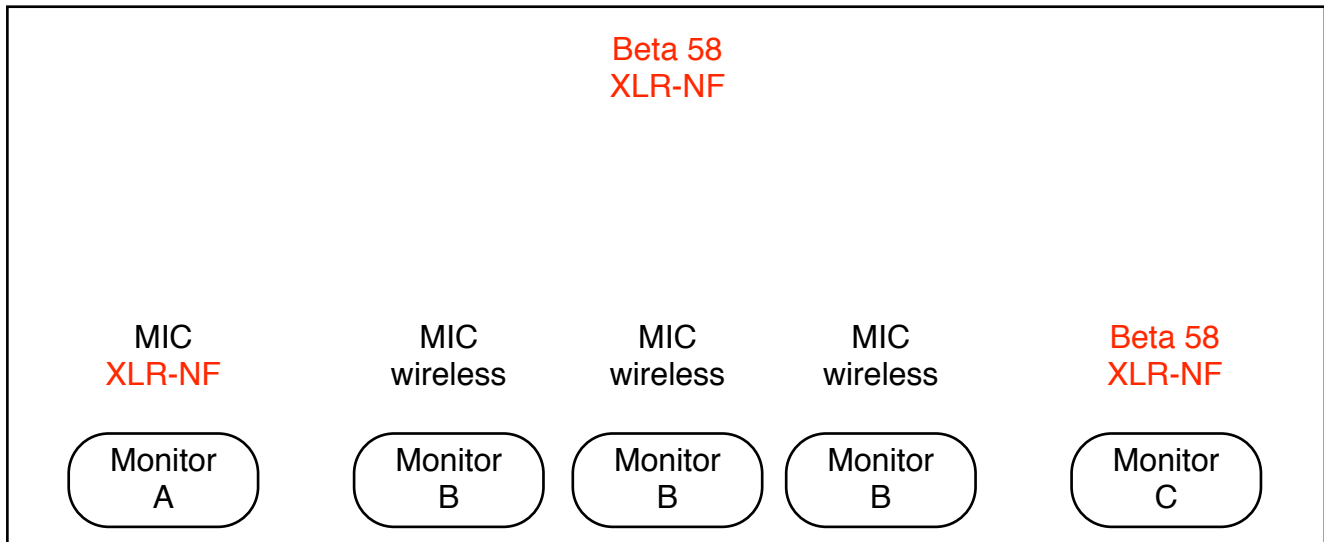 Beta 58
XLR-NF
MIC
XLR-NF
MIC
wireless
MIC
wireless
MIC
wireless
Beta 58
XLR-NF
Monitor
A
Monitor
B
Monitor
B
Monitor
B
Monitor
C